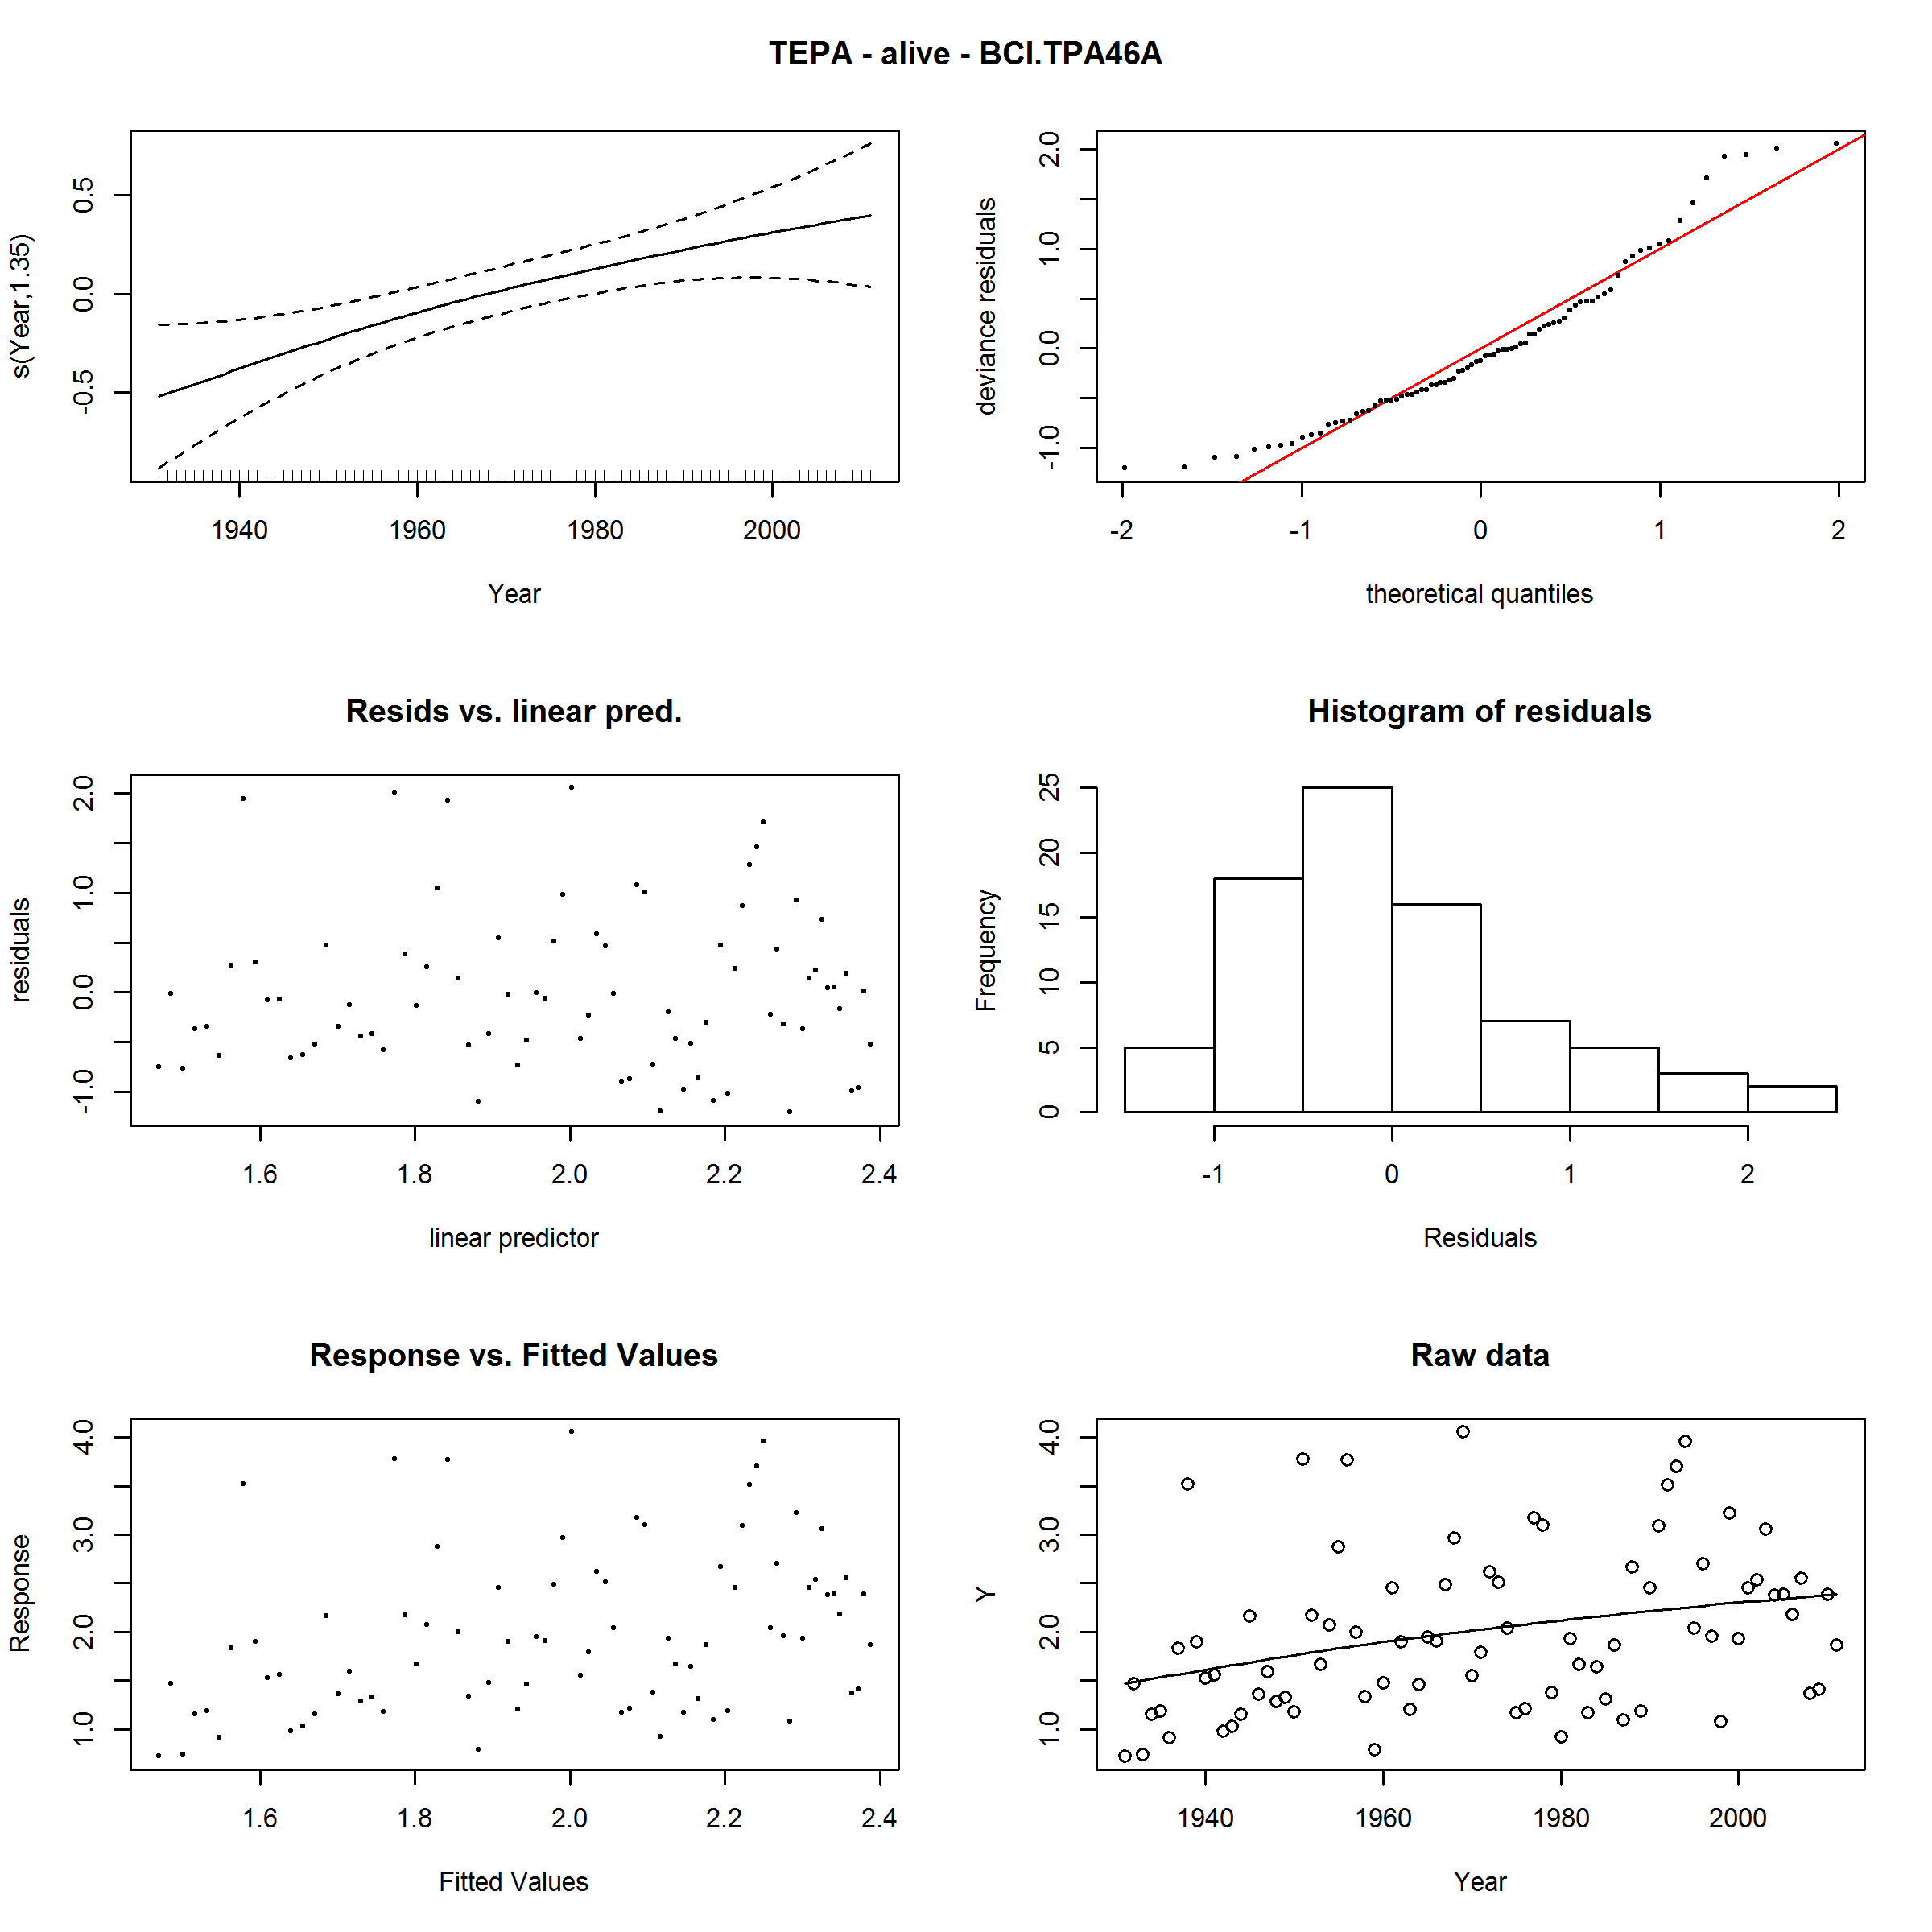 TEPA - alive - BCI.TPA46A
s(Year,1.35)
0.5
0.0
-0.5
1940 1960 1980 2000
Year
deviance residuals
2.0
1.0
0.0
-1.0
-2 -1 0 1 2
theoretical quantiles
Resids vs. linear pred.
residuals
2.0
1.0
0.0
-1.0
1.6 1.8 2.0 2.2 2.4
linear predictor
Histogram of residuals
Frequency
25
20
15
10
5
0
-1 0 1 2
Residuals
Response vs. Fitted Values
Response
4.0
3.0
2.0
1.0
1.6 1.8 2.0 2.2 2.4
Fitted Values
Raw data
Y
4.0
3.0
2.0
1.0
1940 1960 1980 2000
Year